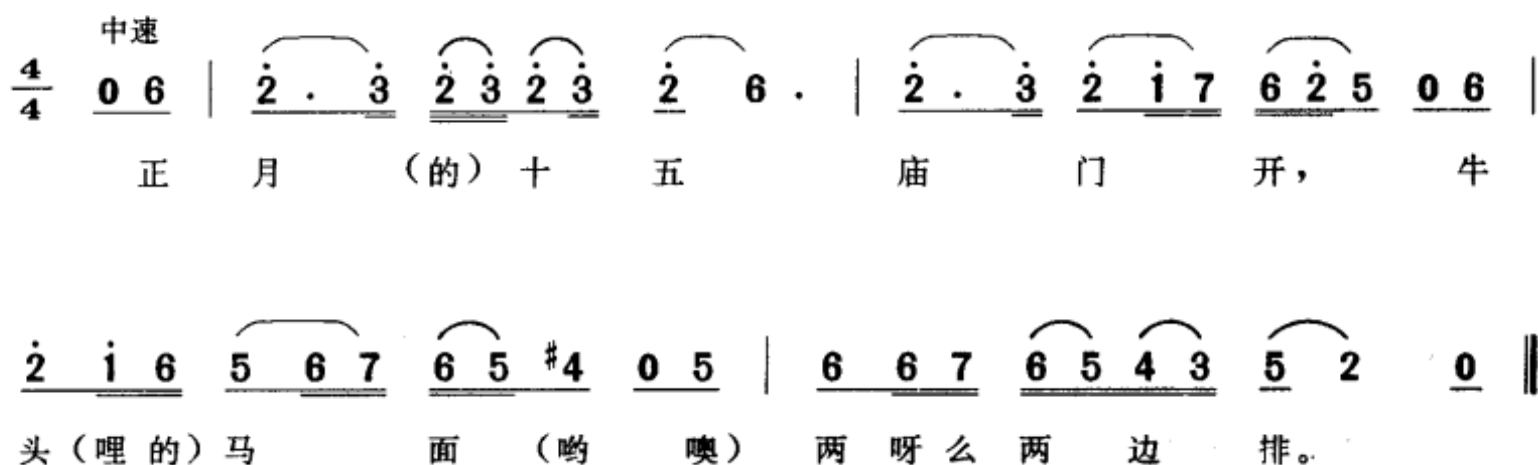 中速
4/4 0 6 | 2̇ . 3̇ 2̇ 3̇ 2̇ 3̇ 2̇ 6 . | 2̇ . 3̇ 2̇ 1̇ 7 6 2̇ 5 0 6 |
正 月 （的） 十 五 庙 门 开， 牛
2̇ 1̇ 6 5 6 7 6 5 #4 0 5 | 6 6 7 6 5 4 3 5 2 0 ‖
头（哩 的）马 面 （哟 噢） 两 呀 么 两 边 排。